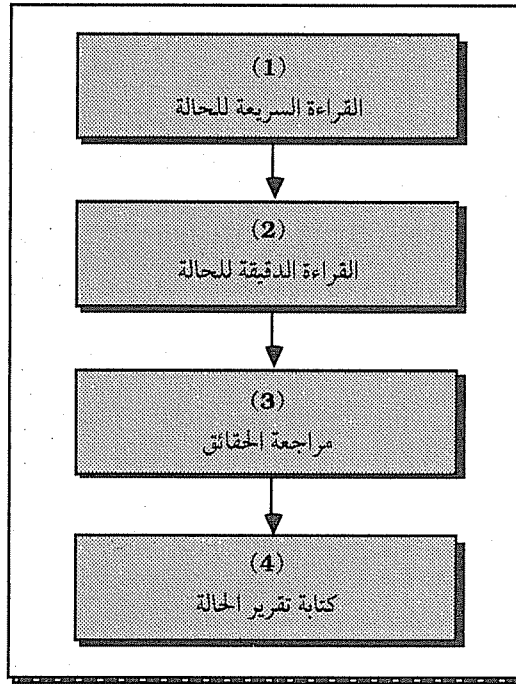 (1)
القراءة السريعة للحالة
(2)
القراءة الدقيقة للحالة
(3)
مراجعة الحقائق
(4)
كتابة تقرير الحالة